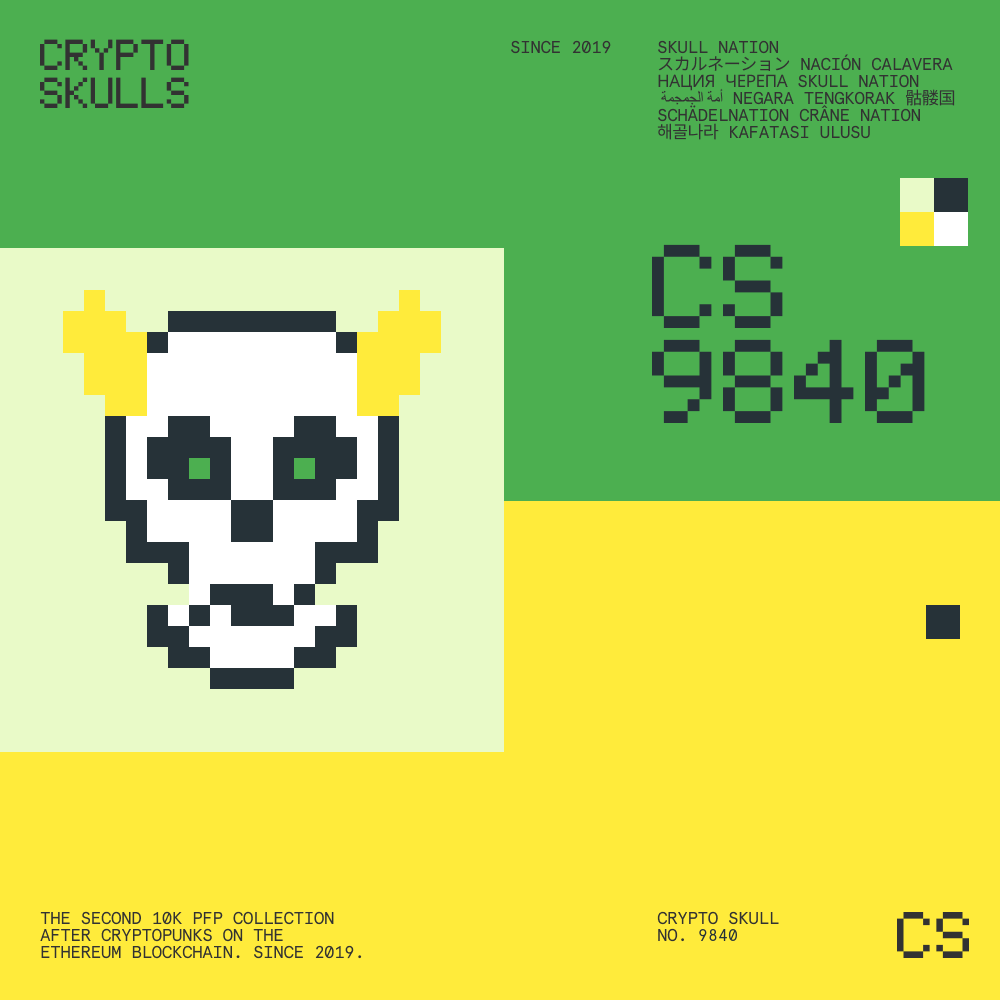 CRYPTO
SKULLS
SINCE 2019
SKULL NATION
スカルネーション NACIÓN CALAVERA
НАЦИЯ ЧЕРЕПА SKULL NATION
أمة الجمجمة NEGARA TENGKORAK 骷髅国
SCHÄDELNATION CRÂNE NATION
해골나라 KAFATASI ULUSU
CS
9840
THE SECOND 10K PFP COLLECTION
AFTER CRYPTOPUNKS ON THE
ETHEREUM BLOCKCHAIN. SINCE 2019.
CRYPTO SKULL
NO. 9840
CS